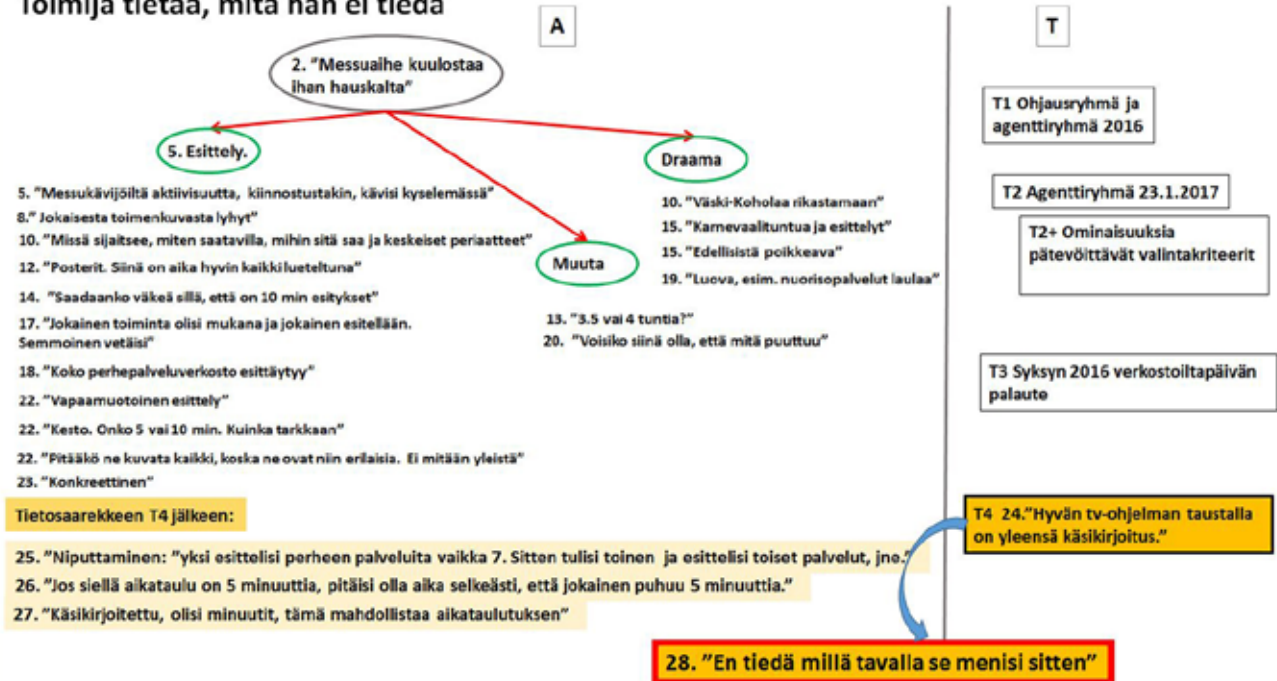 Toimija tietää, mitä hän ei tiedä
A
T
2. ”Messuaihe kuulostaa
ihan hauskalta”
5. Esittely.
Draama
Muuta
5. ”Messukävijöiltä aktiivisuutta, kiinnostustakin, kävisi kyselemässä”
8.” Jokaisesta toimenkuvasta lyhyt”
10. ”Missä sijaitsee, miten saatavilla, mihin sitä saa ja keskeiset periaatteet”
12. ”Posterit. Siinä on aika hyvin kaikki lueteltuna”
14. ”Saadaanko väkeä sillä, että on 10 min esitykset”
17. ”Jokainen toiminta olisi mukana ja jokainen esitellään.
Semmoinen vetäisi”
18. ”Koko perhepalveluverkosto esittäytyy”
22. ”Vapaamuotoinen esittely”
22. ”Kesto. Onko 5 vai 10 min. Kuinka tarkkaan”
22. ”Pitääkö ne kuvata kaikki, koska ne ovat niin erilaisia. Ei mitään yleistä”
23. ”Konkreettinen”
10. ”Väski-Koholaa rikastamaan”
15. ”Karnevaalituntua ja esittelyt”
15. ”Edellisistä poikkeava”
19. ”Luova, esim. nuorisopalvelut laulaa”
13. ”3.5 vai 4 tuntia?”
20. ”Voisiko siinä olla, että mitä puuttuu”
T1 Ohjausryhmä ja
agenttiryhmä 2016
T2 Agenttiryhmä 23.1.2017
T2+ Ominaisuuksia
pätevöittävät valintakriteerit
T3 Syksyn 2016 verkostoiltapäivän
palaute
Tietosaarekkeen T4 jälkeen:
25. ”Niputtaminen: ”yksi esittelisi perheen palveluita vaikka 7. Sitten tulisi toinen ja esittelisi toiset palvelut, jne.”
26. ”Jos siellä aikataulu on 5 minuuttia, pitäisi olla aika selkeästi, että jokainen puhuu 5 minuuttia.”
27. ”Käsikirjoitettu, olisi minuutit, tämä mahdollistaa aikataulutuksen”
T4 24.”Hyvän tv-ohjelman taustalla
on yleensä käsikirjoitus.”
28. ”En tiedä millä tavalla se menisi sitten”